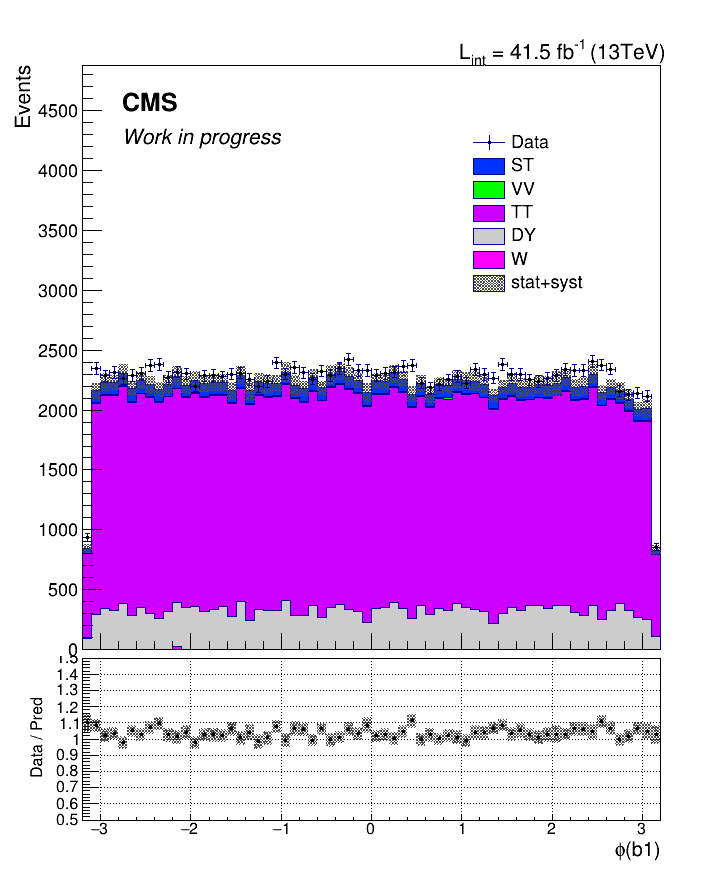 L_int = 41.5 fb^-1 (13TeV)
Events
CMS
Work in progress
Data
ST
VV
TT
DY
W
stat+syst
4500
4000
3500
3000
2500
2000
1500
1000
500
0
Data / Pred
1.5
1.4
1.3
1.2
1.1
1
0.9
0.8
0.7
0.6
0.5
−3 −2 −1 0 1 2 3
ϕ(b1)